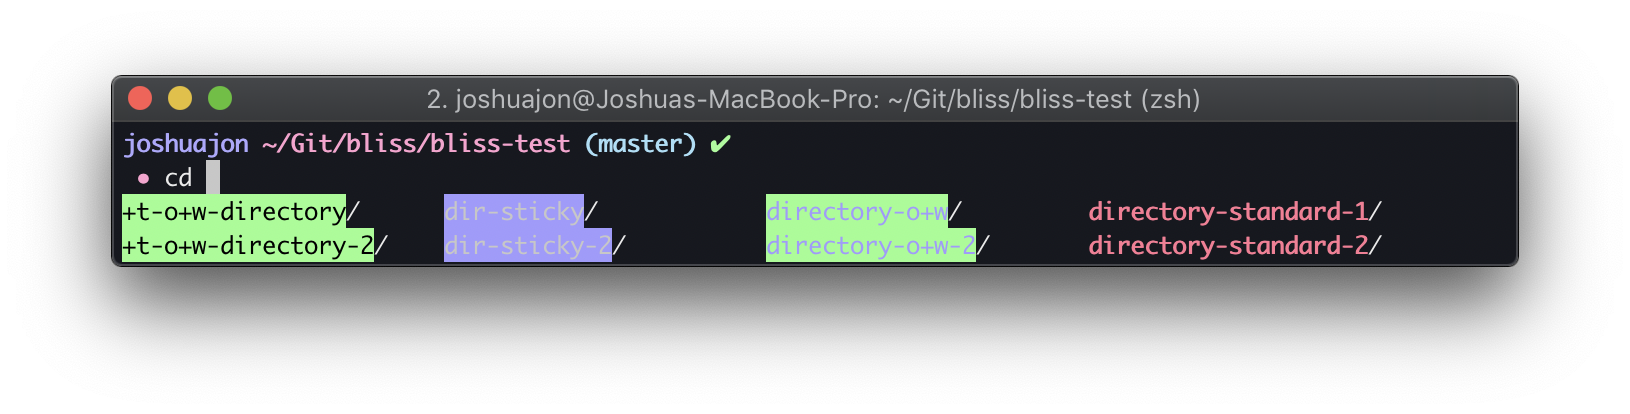 2. joshuajon@Joshuas-MacBook-Pro: ~/Git/bliss/bliss-test (zsh)
joshuajon ~/Git/bliss/bliss-test (master) ✔
• cd
+t-o+w-directory/ dir-sticky/ directory-o+w/ directory-standard-1/
+t-o+w-directory-2/ dir-sticky-2/ directory-o+w-2/ directory-standard-2/